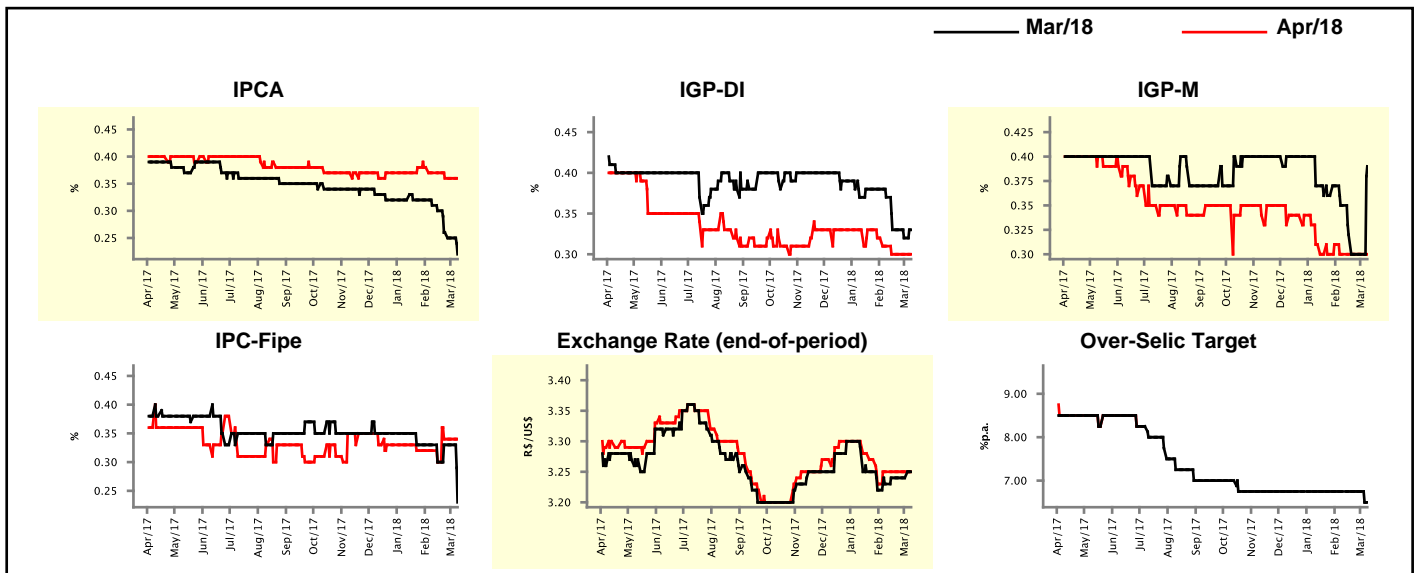 Mar/18 Apr/18
IPCA IGP-DI IGP-M
0.45
0.40
0.35
0.30
0.25
%
Apr/17 May/17 Jun/17 Jul/17 Aug/17 Sep/17 Oct/17 Nov/17 Dec/17 Jan/18 Feb/18 Mar/18
0.45
0.40
0.35
0.30
%
Apr/17 May/17 Jun/17 Jul/17 Aug/17 Sep/17 Oct/17 Nov/17 Dec/17 Jan/18 Feb/18 Mar/18
0.425
0.40
0.375
0.35
0.325
0.30
%
Apr/17 May/17 Jun/17 Jul/17 Aug/17 Sep/17 Oct/17 Nov/17 Dec/17 Jan/18 Feb/18 Mar/18
IPC-Fipe Exchange Rate (end-of-period) Over-Selic Target
0.45
0.40
0.35
0.30
0.25
%
Apr/17 May/17 Jun/17 Jul/17 Aug/17 Sep/17 Oct/17 Nov/17 Dec/17 Jan/18 Feb/18 Mar/18
3.40
3.35
3.30
3.25
3.20
R$/US$
Apr/17 May/17 Jun/17 Jul/17 Aug/17 Sep/17 Oct/17 Nov/17 Dec/17 Jan/18 Feb/18 Mar/18
9.00
8.00
7.00
%p.a.
Apr/17 May/17 Jun/17 Jul/17 Aug/17 Sep/17 Oct/17 Nov/17 Dec/17 Jan/18 Feb/18 Mar/18